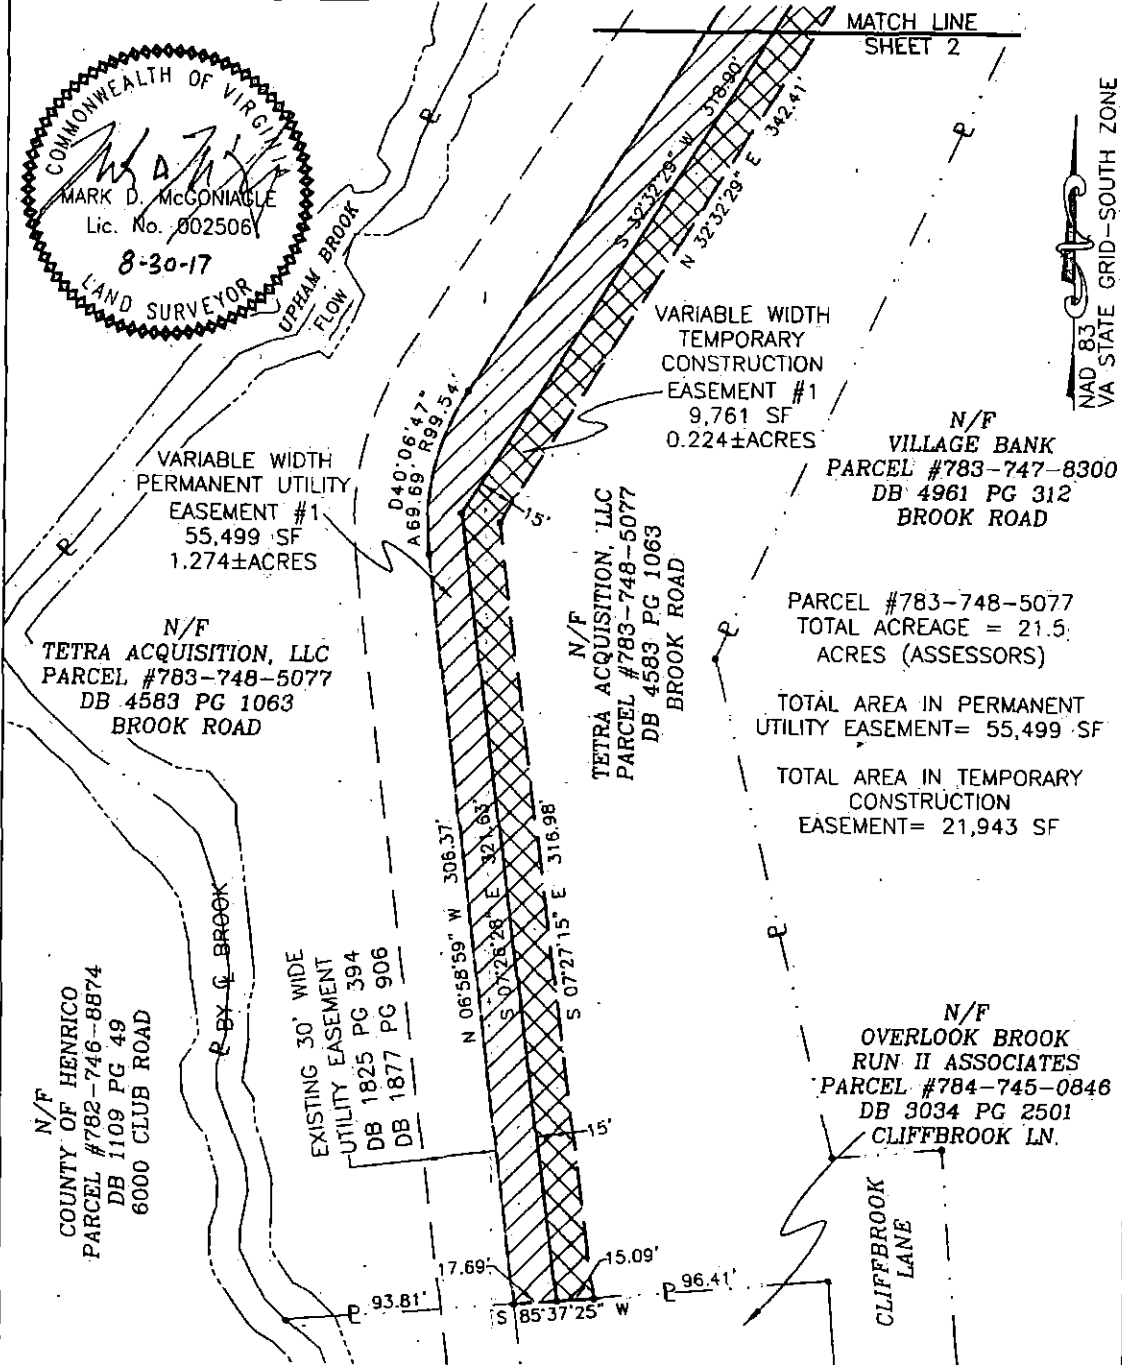 MATCH LINE
SHEET 2
COMMONWEALTH OF VIRGINIA
MARK D. McGONIAGLE
Lic. No. 002506
8-30-17
LAND SURVEYOR
UPHAM BROOK
FLOW
NAD 83
VA STATE GRID-SOUTH ZONE
S 32°32'29" W 318.90'
N 32°32'29" E 342.41'
VARIABLE WIDTH
TEMPORARY
CONSTRUCTION
EASEMENT #1
9,761 SF
0.224±ACRES
D40°06'47"
A69.69' R99.54'
VARIABLE WIDTH
PERMANENT UTILITY
EASEMENT #1
55,499 SF
1.274±ACRES
15'
N/F
VILLAGE BANK
PARCEL #783-747-8300
DB 4961 PG 312
BROOK ROAD
N/F
TETRA ACQUISITION, LLC
PARCEL #783-748-5077
DB 4583 PG 1063
BROOK ROAD
N/F
TETRA ACQUISITION, LLC
PARCEL #783-748-5077
DB 4583 PG 1063
BROOK ROAD
PARCEL #783-748-5077
TOTAL ACREAGE = 21.5
ACRES (ASSESSORS)
TOTAL AREA IN PERMANENT
UTILITY EASEMENT= 55,499 SF
TOTAL AREA IN TEMPORARY
CONSTRUCTION
EASEMENT= 21,943 SF
N 06°58'59" W 306.37'
S 07°26'28" E 321.63'
S 07°27'15" E 316.98'
BY BROOK
EXISTING 30' WIDE
UTILITY EASEMENT
DB 1825 PG 394
DB 1877 PG 906
N/F
COUNTY OF HENRICO
PARCEL #782-746-8874
DB 1109 PG 49
6000 CLUB ROAD
N/F
OVERLOOK BROOK
RUN II ASSOCIATES
PARCEL #784-745-0846
DB 3034 PG 2501
CLIFFBROOK LN.
15'
CLIFFBROOK
LANE
17.69'
15.09'
93.81'
96.41'
S 85°37'25" W